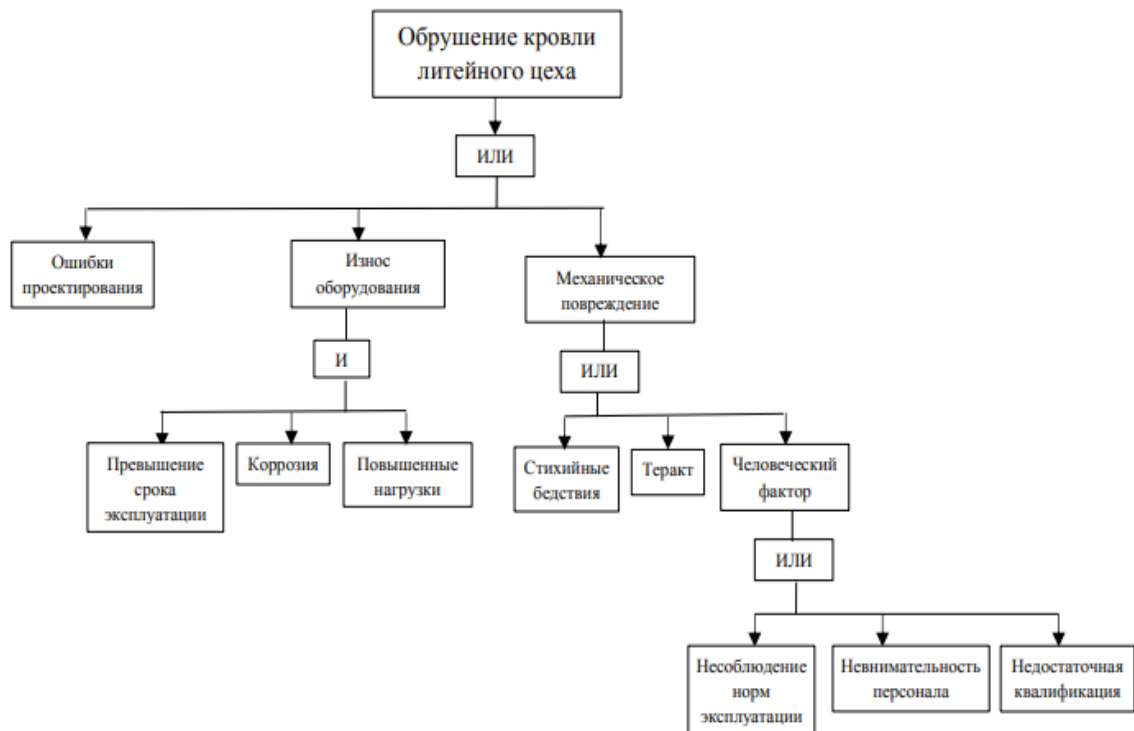 Обрушение кровли
литейного цеха
ИЛИ
Ошибки
проектирования
Износ
оборудования
Механическое
повреждение
И
ИЛИ
Превышение
срока
эксплуатации
Коррозия
Повышенные
нагрузки
Стихийные
бедствия
Теракт
Человеческий
фактор
ИЛИ
Несоблюдение
норм
эксплуатации
Невнимательность
персонала
Недостаточная
квалификация